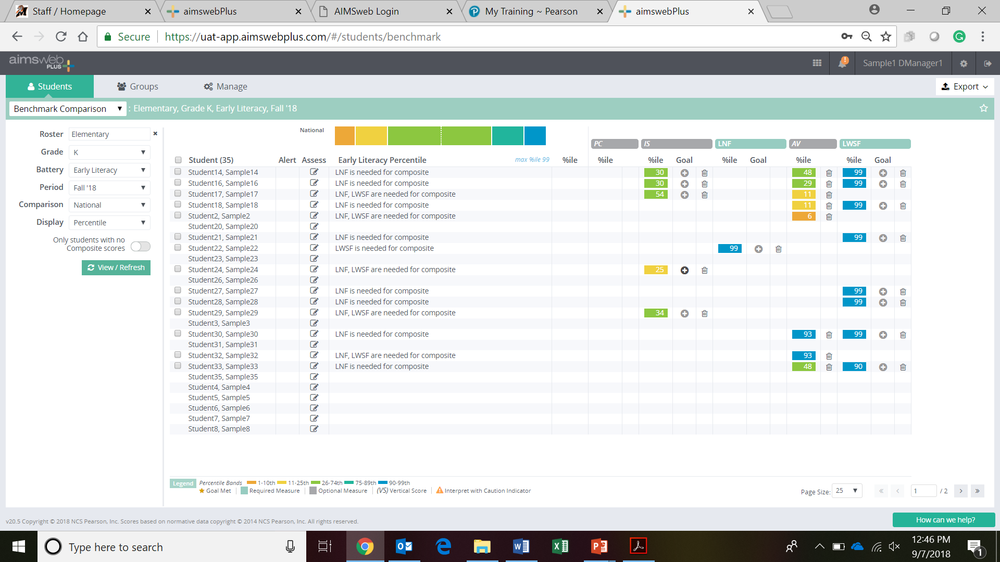 Staff / Homepage aimswebPlus AIMSweb Login My Training ~ Pearson aimswebPlus
Secure https://uat-app.aimswebplus.com/#/students/benchmark
aimsweb PLUS Sample1 DManager1
Students Groups Manage Export
Benchmark Comparison : Elementary, Grade K, Early Literacy, Fall '18
Roster Elementary
Grade K
Battery Early Literacy
Period Fall '18
Comparison National
Display Percentile
Only students with no
Composite scores
View / Refresh
National
PC IS LNF AV LWSF
Student (35) Alert Assess Early Literacy Percentile max %ile 99 %ile %ile %ile Goal %ile Goal %ile %ile Goal
Student14, Sample14 LNF is needed for composite 30 48 99
Student16, Sample16 LNF is needed for composite 30 29 99
Student17, Sample17 LNF, LWSF are needed for composite 54 11
Student18, Sample18 LNF is needed for composite 11 99
Student2, Sample2 LNF, LWSF are needed for composite 6
Student20, Sample20
Student21, Sample21 LNF is needed for composite 99
Student22, Sample22 LWSF is needed for composite 99
Student23, Sample23
Student24, Sample24 LNF, LWSF are needed for composite 25
Student26, Sample26
Student27, Sample27 LNF is needed for composite 99
Student28, Sample28 LNF is needed for composite 99
Student29, Sample29 LNF, LWSF are needed for composite 34
Student3, Sample3
Student30, Sample30 LNF is needed for composite 93 99
Student31, Sample31
Student32, Sample32 LNF, LWSF are needed for composite 93
Student33, Sample33 LNF is needed for composite 48 90
Student35, Sample35
Student4, Sample4
Student5, Sample5
Student6, Sample6
Student7, Sample7
Student8, Sample8
Legend Percentile Bands 1-10th 11-25th 26-74th 75-89th 90-99th
Goal Met Required Measure Optional Measure (VS) Vertical Score Interpret with Caution Indicator
Page Size: 25 « ‹ 1 / 2 › »
v20.5 Copyright © 2018 NCS Pearson, Inc. Scores based on normative data copyright © 2014 NCS Pearson, Inc. All rights reserved.
How can we help?
Type here to search
12:46 PM
9/7/2018
1